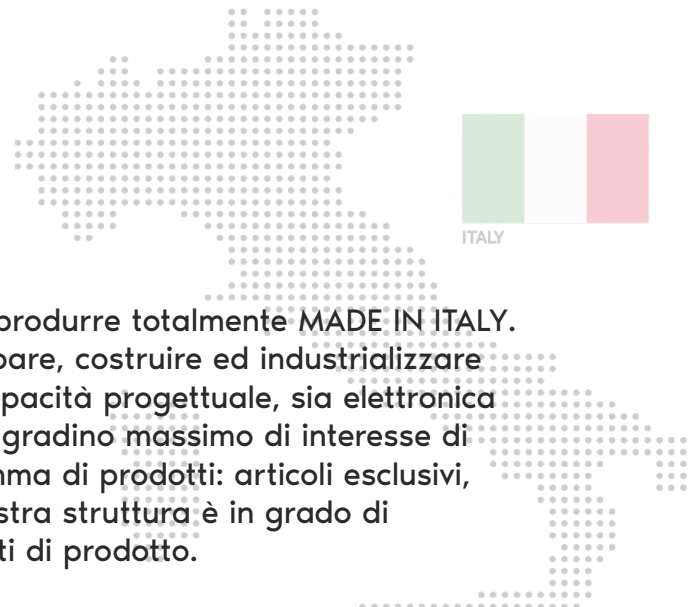 ITALY
produrre totalmente MADE IN ITALY.
pare, costruire ed industrializzare
pacità progettuale, sia elettronica
gradino massimo di interesse di
ma di prodotti: articoli esclusivi,
stra struttura è in grado di
ti di prodotto.